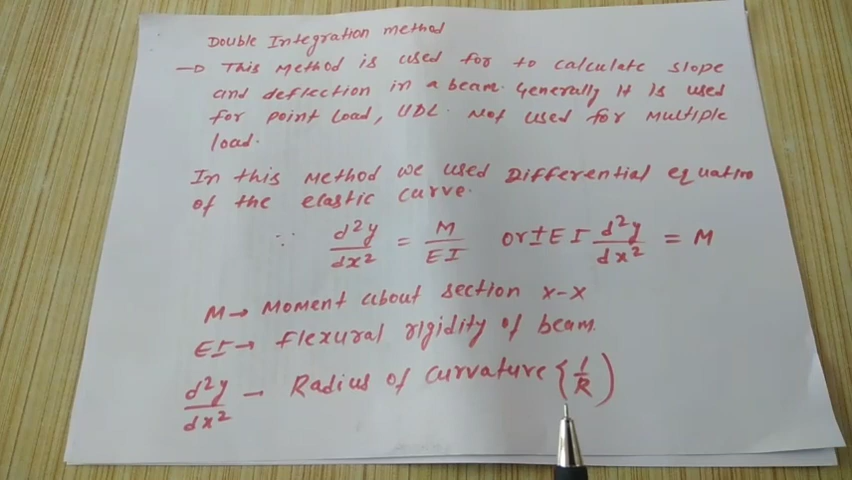 Double Integration method
→ This Method is used for to calculate slope
and deflection in a beam. Generally it is used
for point load, UDL. Not used for Multiple
load.
In this Method we used Differential equation
of the elastic curve.
∵ d²y/dx² = M/EI or ± EI d²y/dx² = M
M → Moment about section x-x
EI → flexural rigidity of beam.
d²y/dx² — Radius of curvature {1/R)